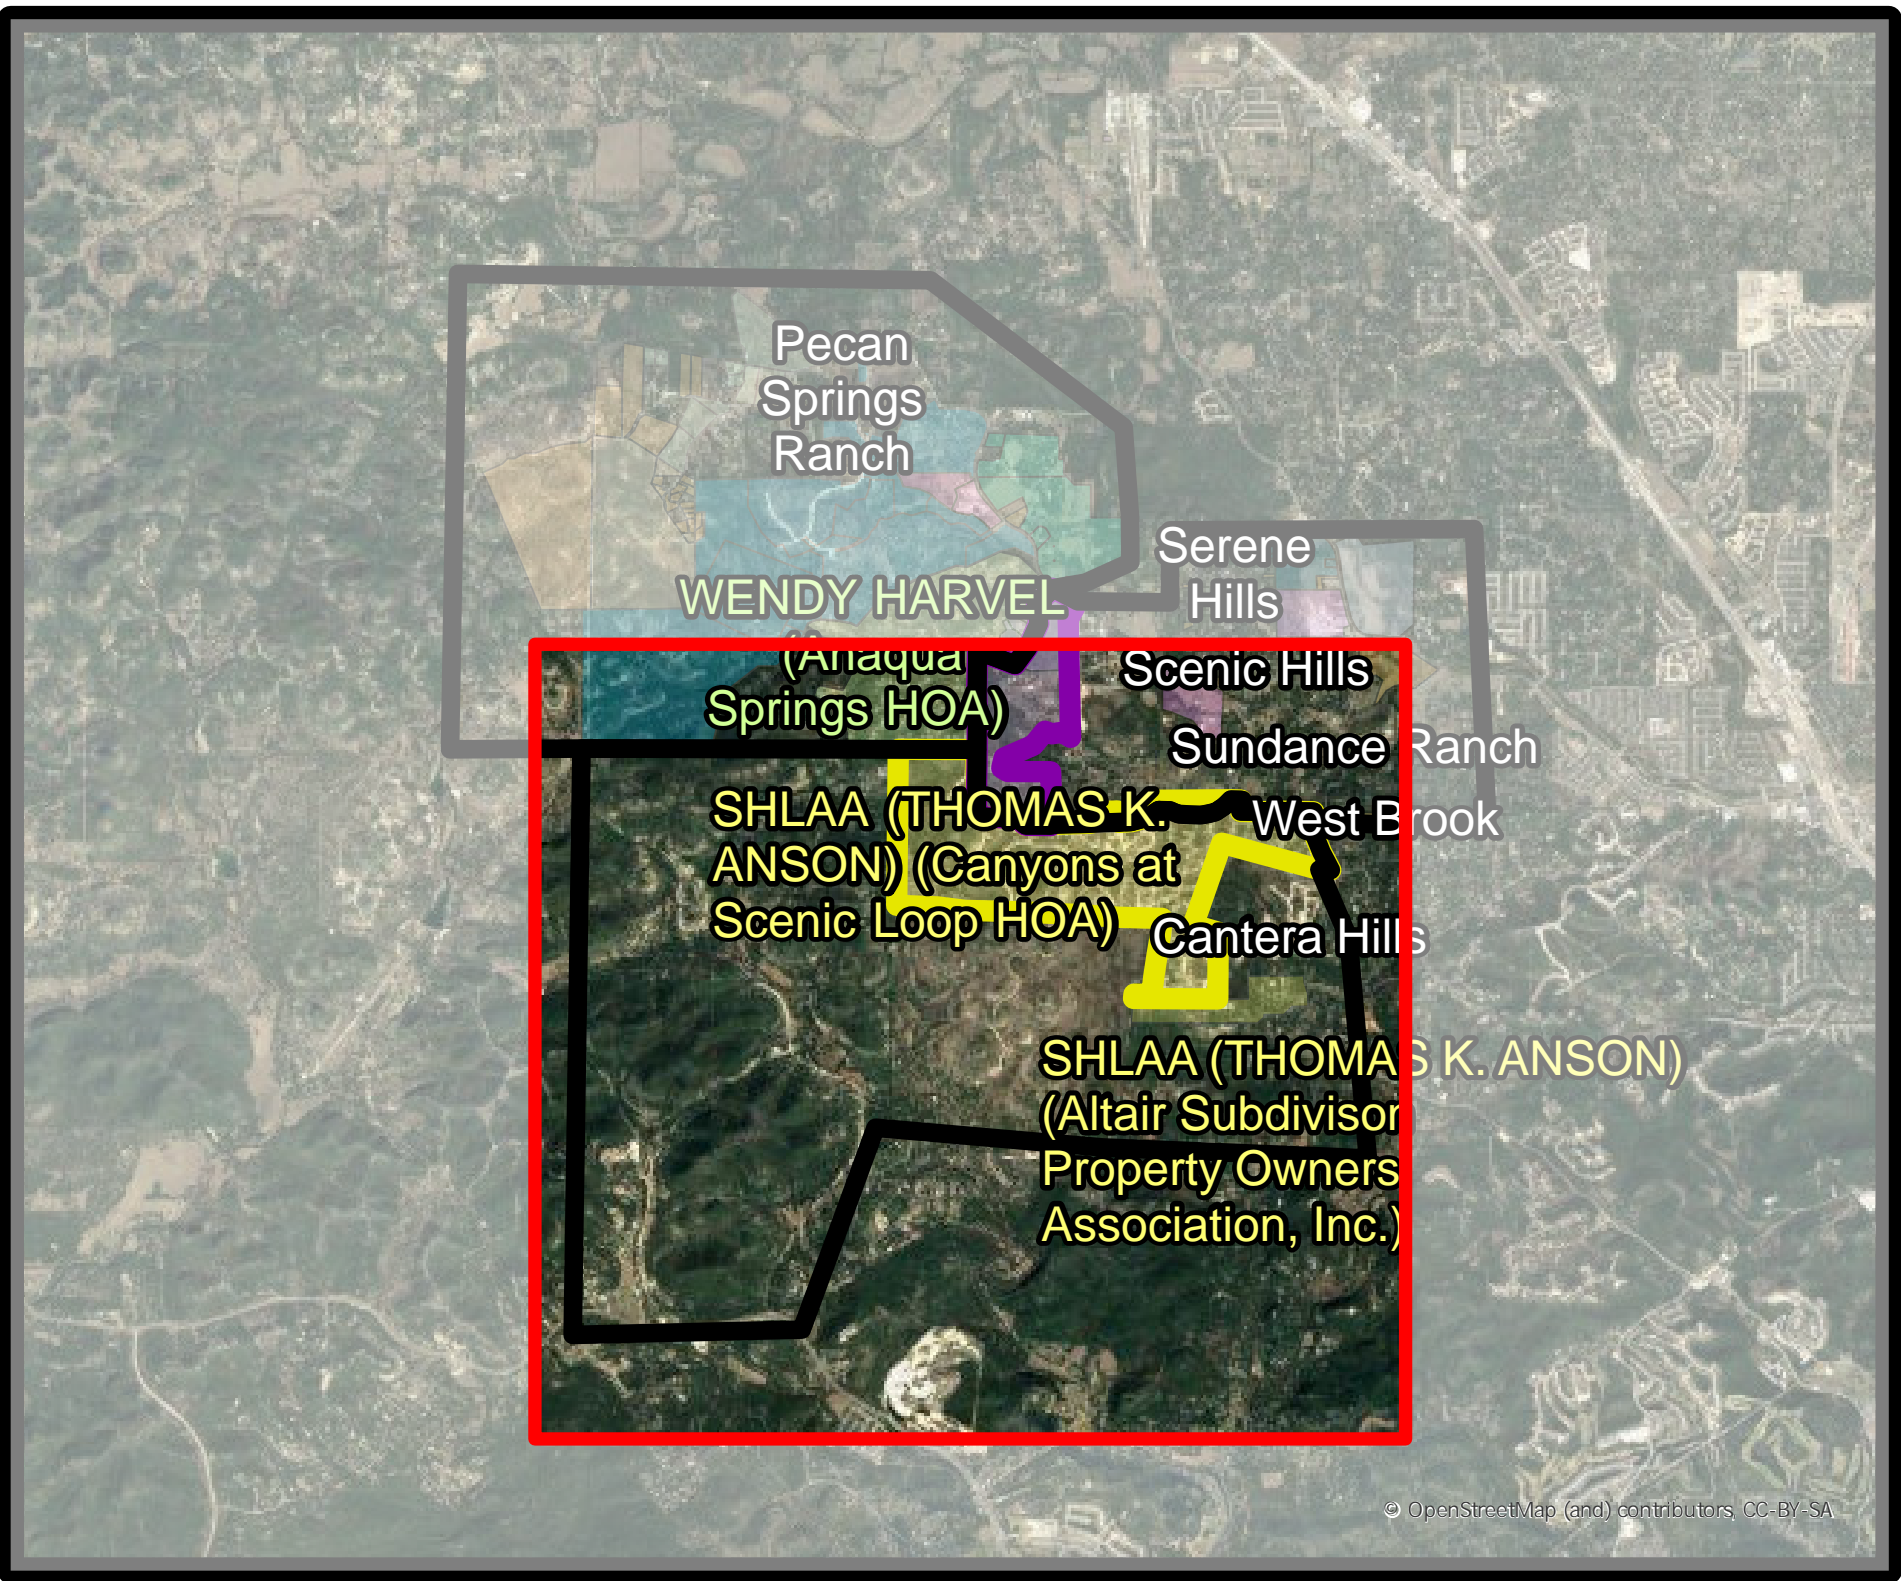 Pecan
Springs
Ranch
Serene
Hills
WENDY HARVEL
(Anaqua
Springs HOA)
Scenic Hills
Sundance Ranch
SHLAA (THOMAS K.
ANSON) (Canyons at
Scenic Loop HOA)
West Brook
Cantera Hills
SHLAA (THOMAS K. ANSON)
(Altair Subdivison
Property Owners
Association, Inc.)
© OpenStreetMap (and) contributors, CC-BY-SA